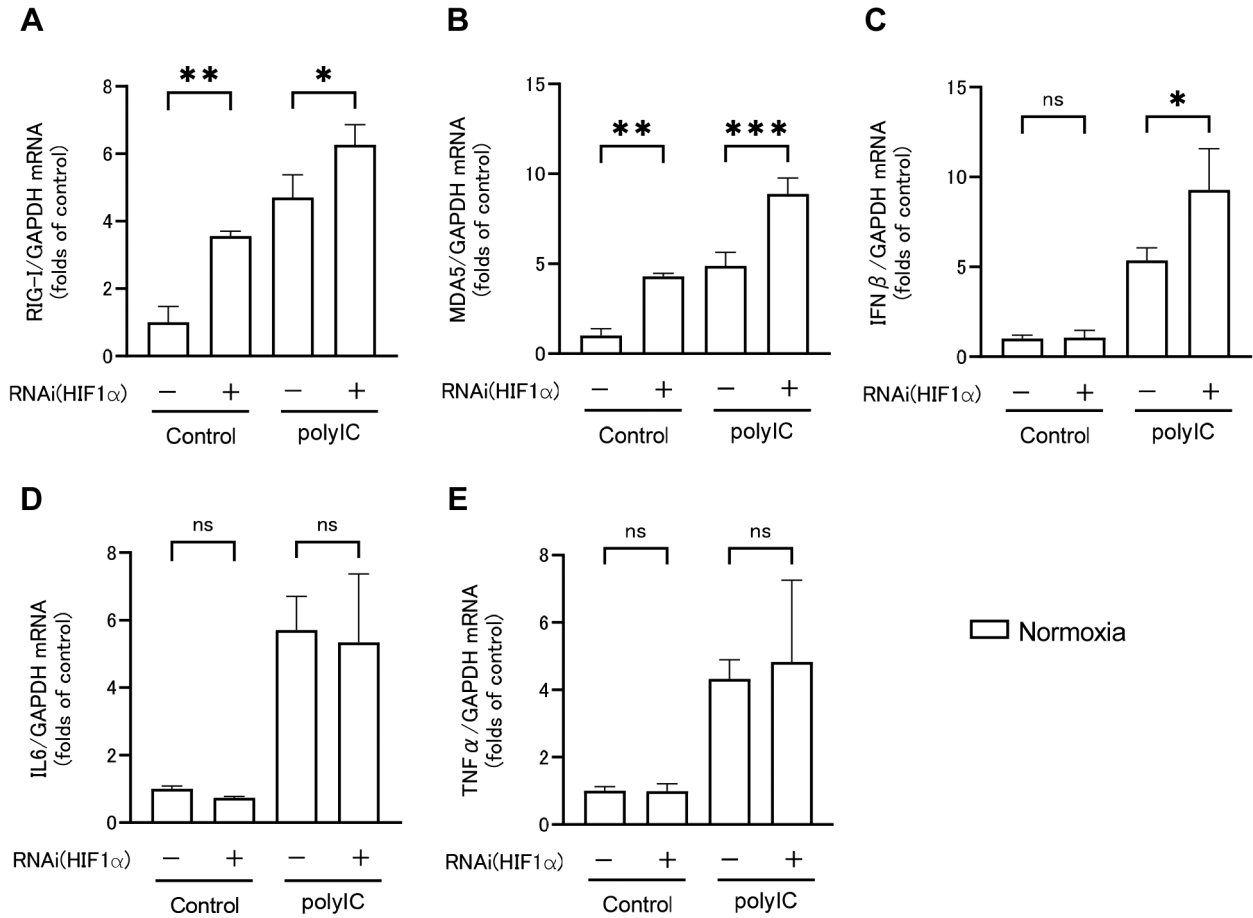 A
RIG-I/GAPDH mRNA
(folds of control)
8
6
4
2
0
** *
RNAi(HIF1α) − + − +
Control polyIC
B
MDA5/GAPDH mRNA
(folds of control)
15
10
5
0
** ***
RNAi(HIF1α) − + − +
Control polyIC
C
IFNβ/GAPDH mRNA
(folds of control)
15
10
5
0
ns *
RNAi(HIF1α) − + − +
Control polyIC
D
IL6/GAPDH mRNA
(folds of control)
8
6
4
2
0
ns ns
RNAi(HIF1α) − + − +
Control polyIC
E
TNFα/GAPDH mRNA
(folds of control)
8
6
4
2
0
ns ns
RNAi(HIF1α) − + − +
Control polyIC
Normoxia